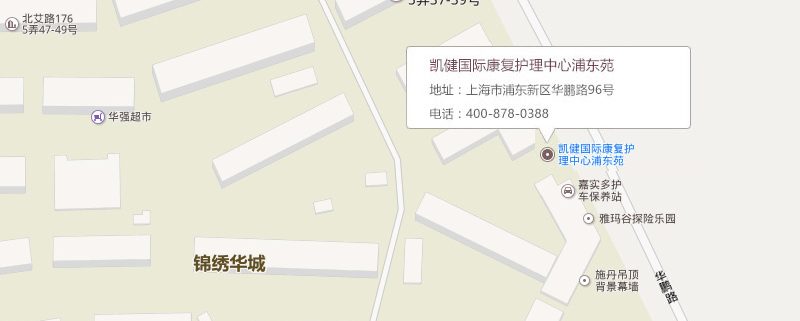 北艾路176
5弄47-49号
5弄37-39号
凯健国际康复护理中心浦东苑
地址：上海市浦东新区华鹏路96号
电话：400-878-0388
华强超市
凯健国际康复护
理中心浦东苑
嘉实多护
车保养站
雅玛谷探险乐园
锦绣华城
施丹吊顶
背景幕墙
华鹏路